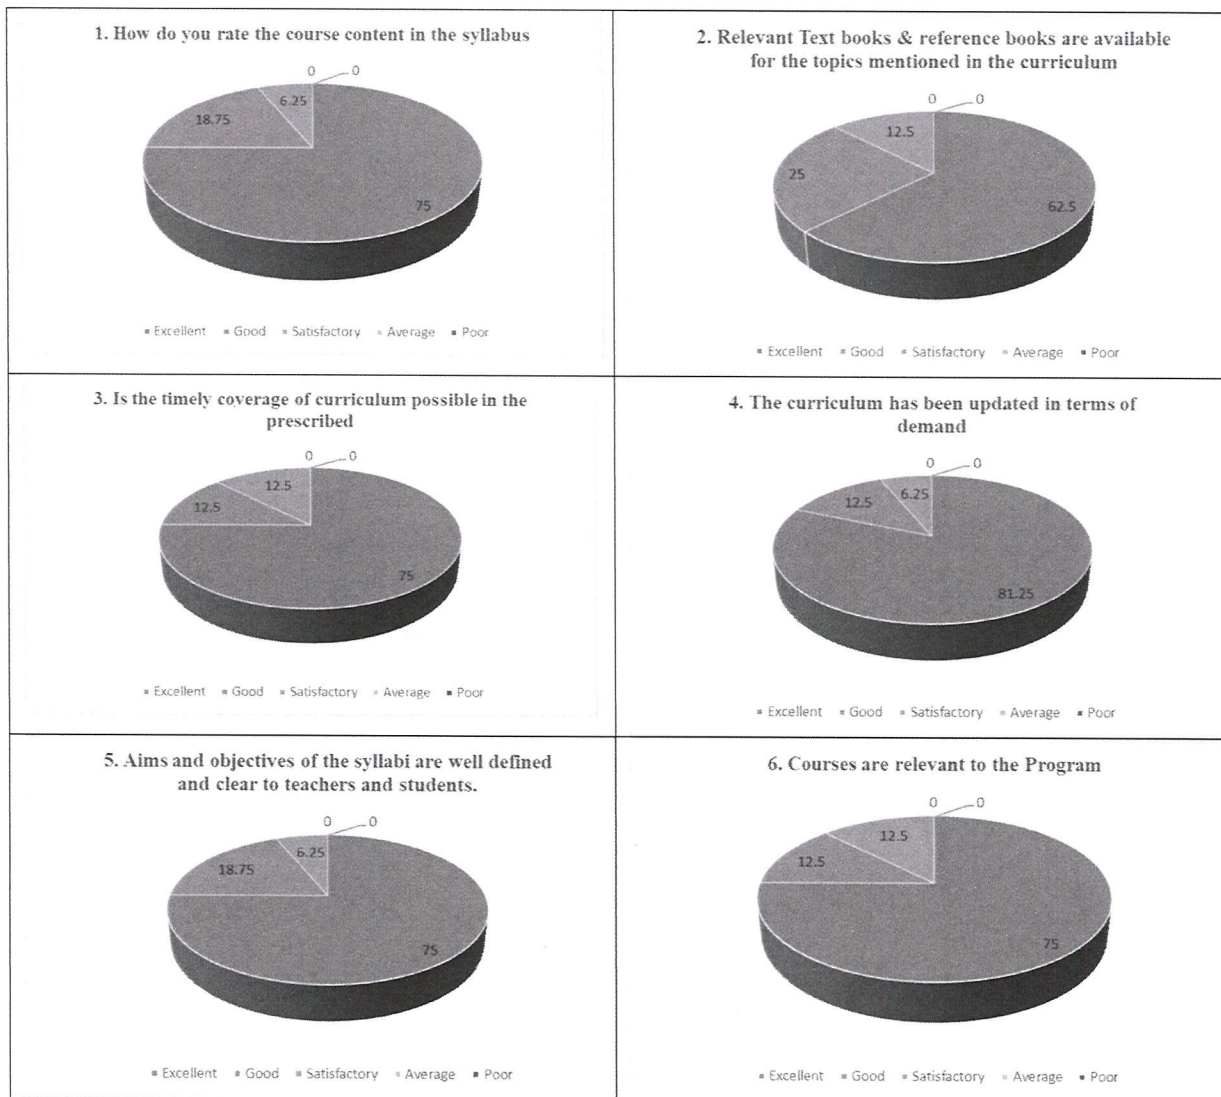 1. How do you rate the course content in the syllabus
0 0
6.25
18.75
75
▪ Excellent ▪ Good ▪ Satisfactory ▪ Average ▪ Poor
2. Relevant Text books & reference books are available
for the topics mentioned in the curriculum
0 0
12.5
25
62.5
▪ Excellent ▪ Good ▪ Satisfactory ▪ Average ▪ Poor
3. Is the timely coverage of curriculum possible in the
prescribed
0 0
12.5
12.5
75
▪ Excellent ▪ Good ▪ Satisfactory ▪ Average ▪ Poor
4. The curriculum has been updated in terms of
demand
0 0
6.25
12.5
81.25
▪ Excellent ▪ Good ▪ Satisfactory ▪ Average ▪ Poor
5. Aims and objectives of the syllabi are well defined
and clear to teachers and students.
0 0
6.25
18.75
75
▪ Excellent ▪ Good ▪ Satisfactory ▪ Average ▪ Poor
6. Courses are relevant to the Program
0 0
12.5
12.5
75
▪ Excellent ▪ Good ▪ Satisfactory ▪ Average ▪ Poor